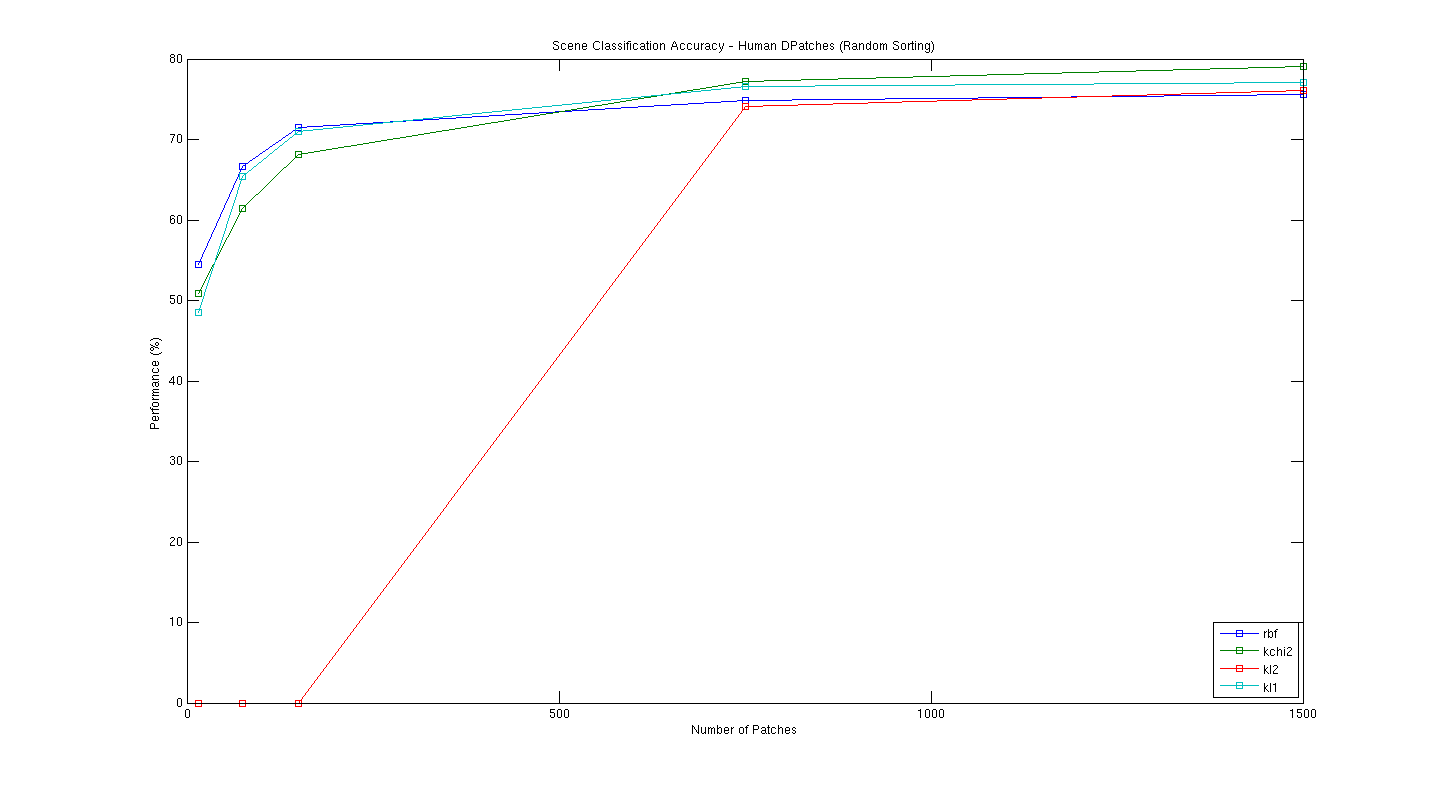 Scene Classification Accuracy - Human DPatches (Random Sorting)
80
70
60
50
40
30
20
10
0
Performance (%)
0 500 1000 1500
Number of Patches
rbf
kchi2
kl2
kl1